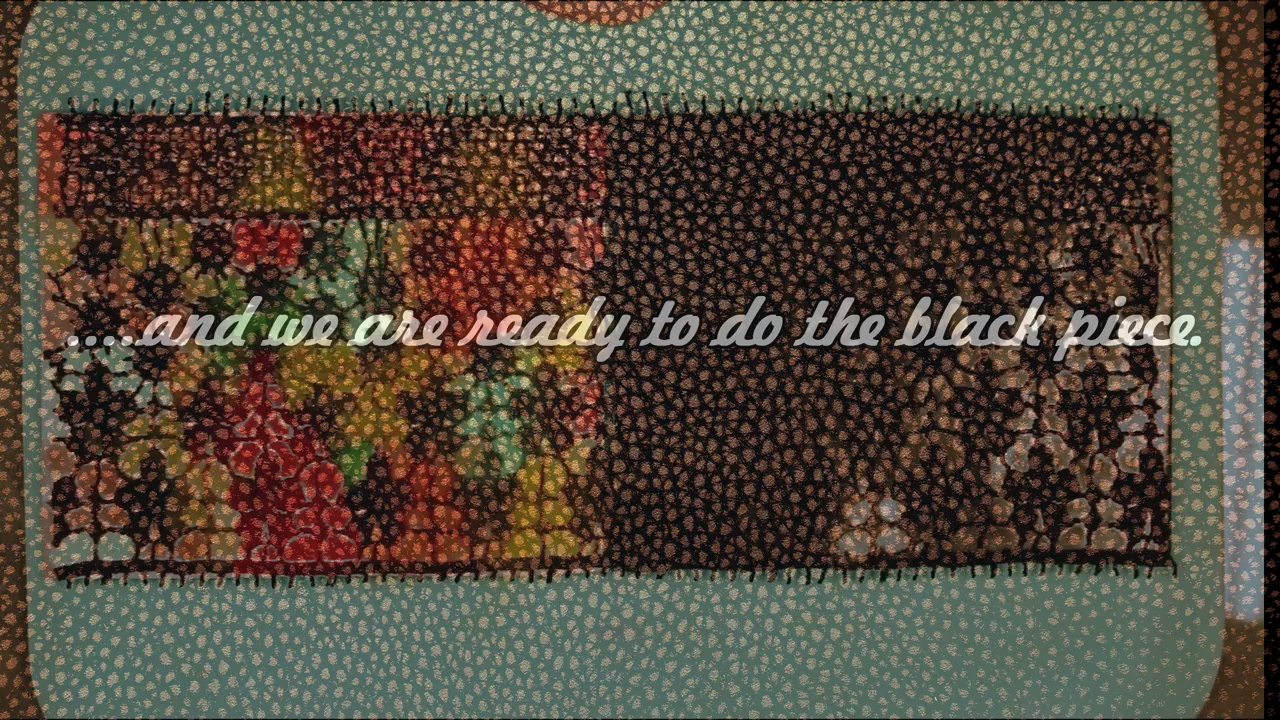 ....and we are ready to do the black piece.